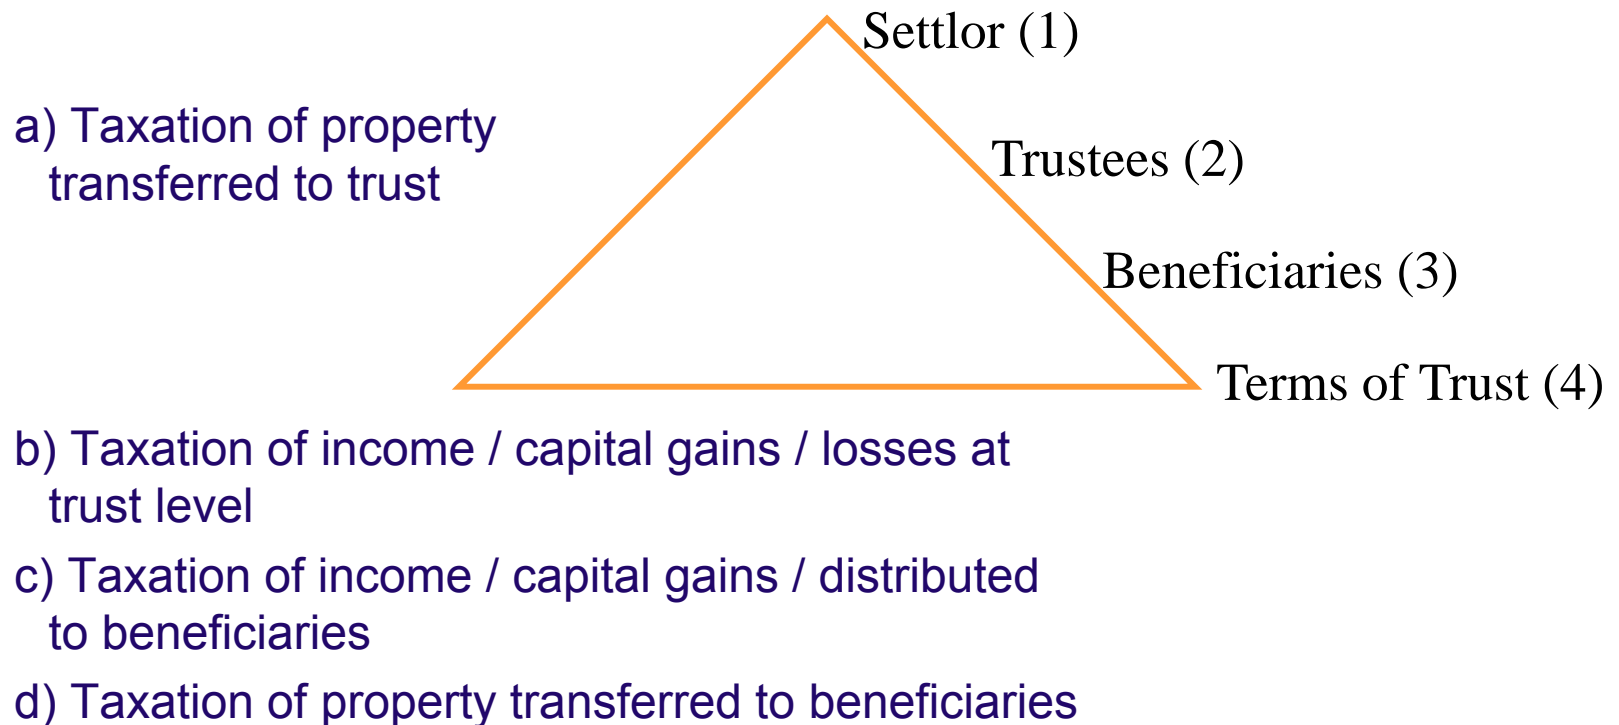 Settlor (1)
a) Taxation of property
transferred to trust
Trustees (2)
Beneficiaries (3)
Terms of Trust (4)
b) Taxation of income / capital gains / losses at
trust level
c) Taxation of income / capital gains / distributed
to beneficiaries
d) Taxation of property transferred to beneficiaries